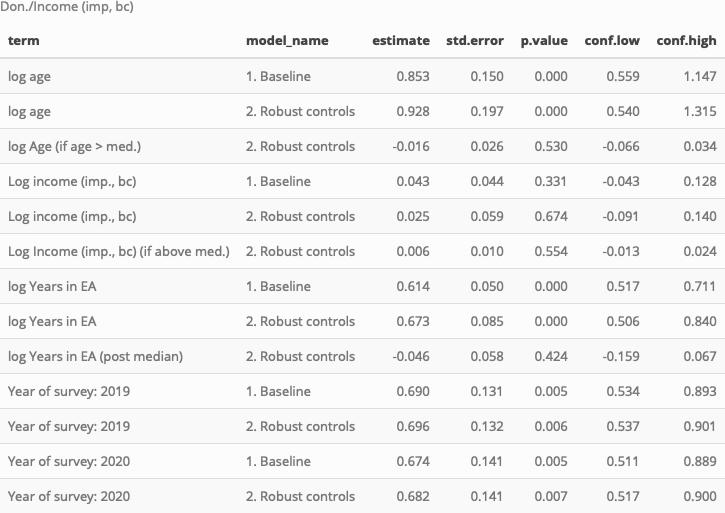 Don./Income (imp, bc)
term model_name estimate std.error p.value conf.low conf.high
log age 1. Baseline 0.853 0.150 0.000 0.559 1.147
log age 2. Robust controls 0.928 0.197 0.000 0.540 1.315
log Age (if age > med.) 2. Robust controls -0.016 0.026 0.530 -0.066 0.034
Log income (imp., bc) 1. Baseline 0.043 0.044 0.331 -0.043 0.128
Log income (imp., bc) 2. Robust controls 0.025 0.059 0.674 -0.091 0.140
Log Income (imp., bc) (if above med.) 2. Robust controls 0.006 0.010 0.554 -0.013 0.024
log Years in EA 1. Baseline 0.614 0.050 0.000 0.517 0.711
log Years in EA 2. Robust controls 0.673 0.085 0.000 0.506 0.840
log Years in EA (post median) 2. Robust controls -0.046 0.058 0.424 -0.159 0.067
Year of survey: 2019 1. Baseline 0.690 0.131 0.005 0.534 0.893
Year of survey: 2019 2. Robust controls 0.696 0.132 0.006 0.537 0.901
Year of survey: 2020 1. Baseline 0.674 0.141 0.005 0.511 0.889
Year of survey: 2020 2. Robust controls 0.682 0.141 0.007 0.517 0.900